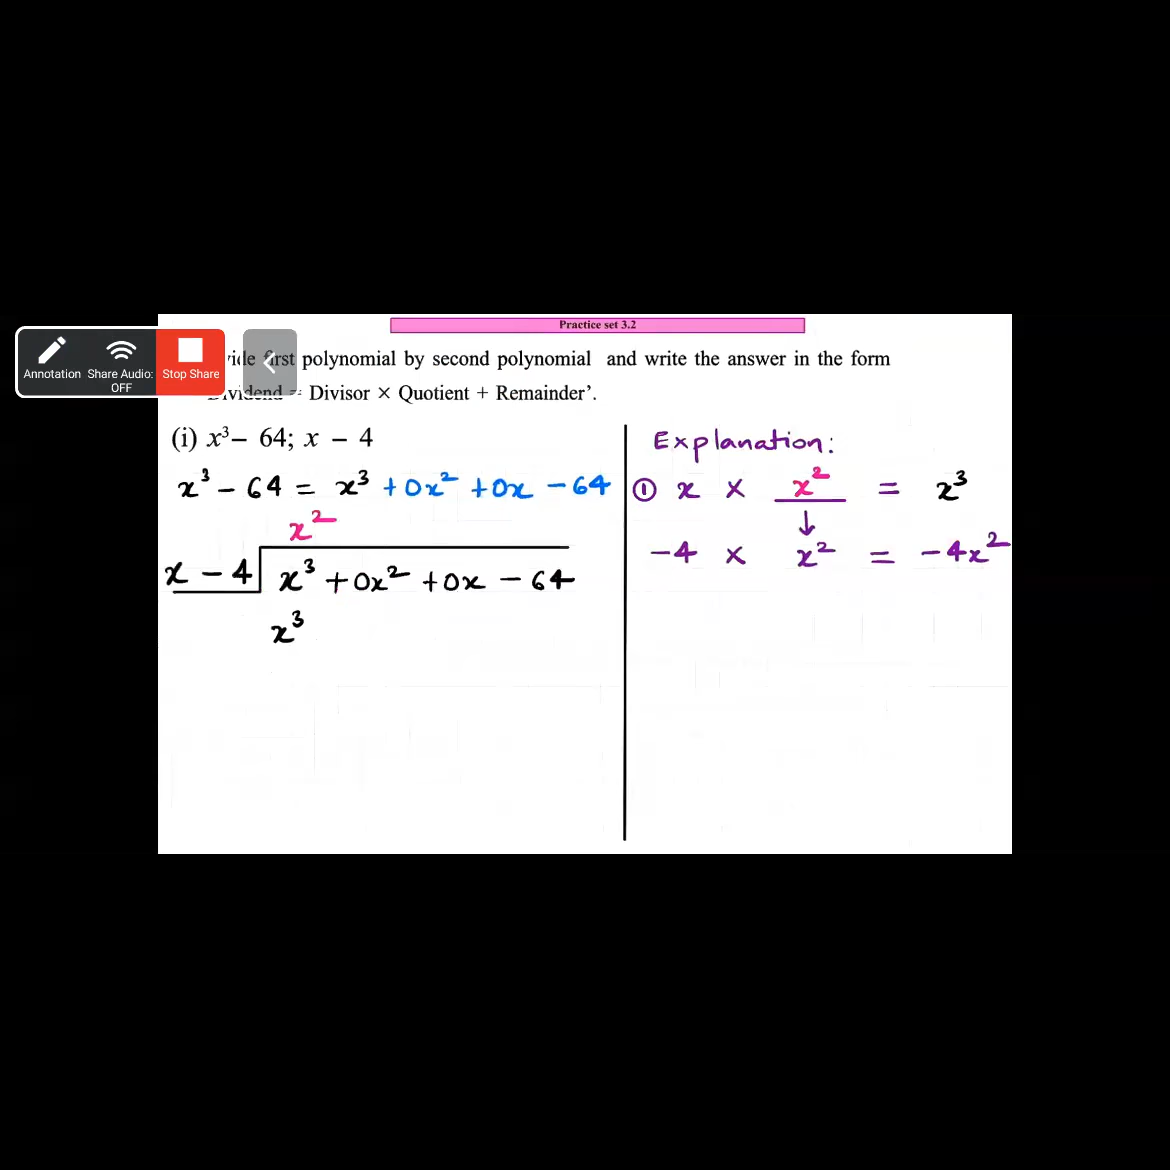 Practice set 3.2
first polynomial by second polynomial and write the answer in the form
= Divisor × Quotient + Remainder’.
Annotation
Share Audio: OFF
Stop Share
(i) x³– 64; x – 4
x³ – 64 = x³ + 0x² + 0x – 64
x²
x – 4 x³ + 0x² + 0x – 64
x³
Explanation:
① x × x² = x³
↓
–4 × x² = –4x²